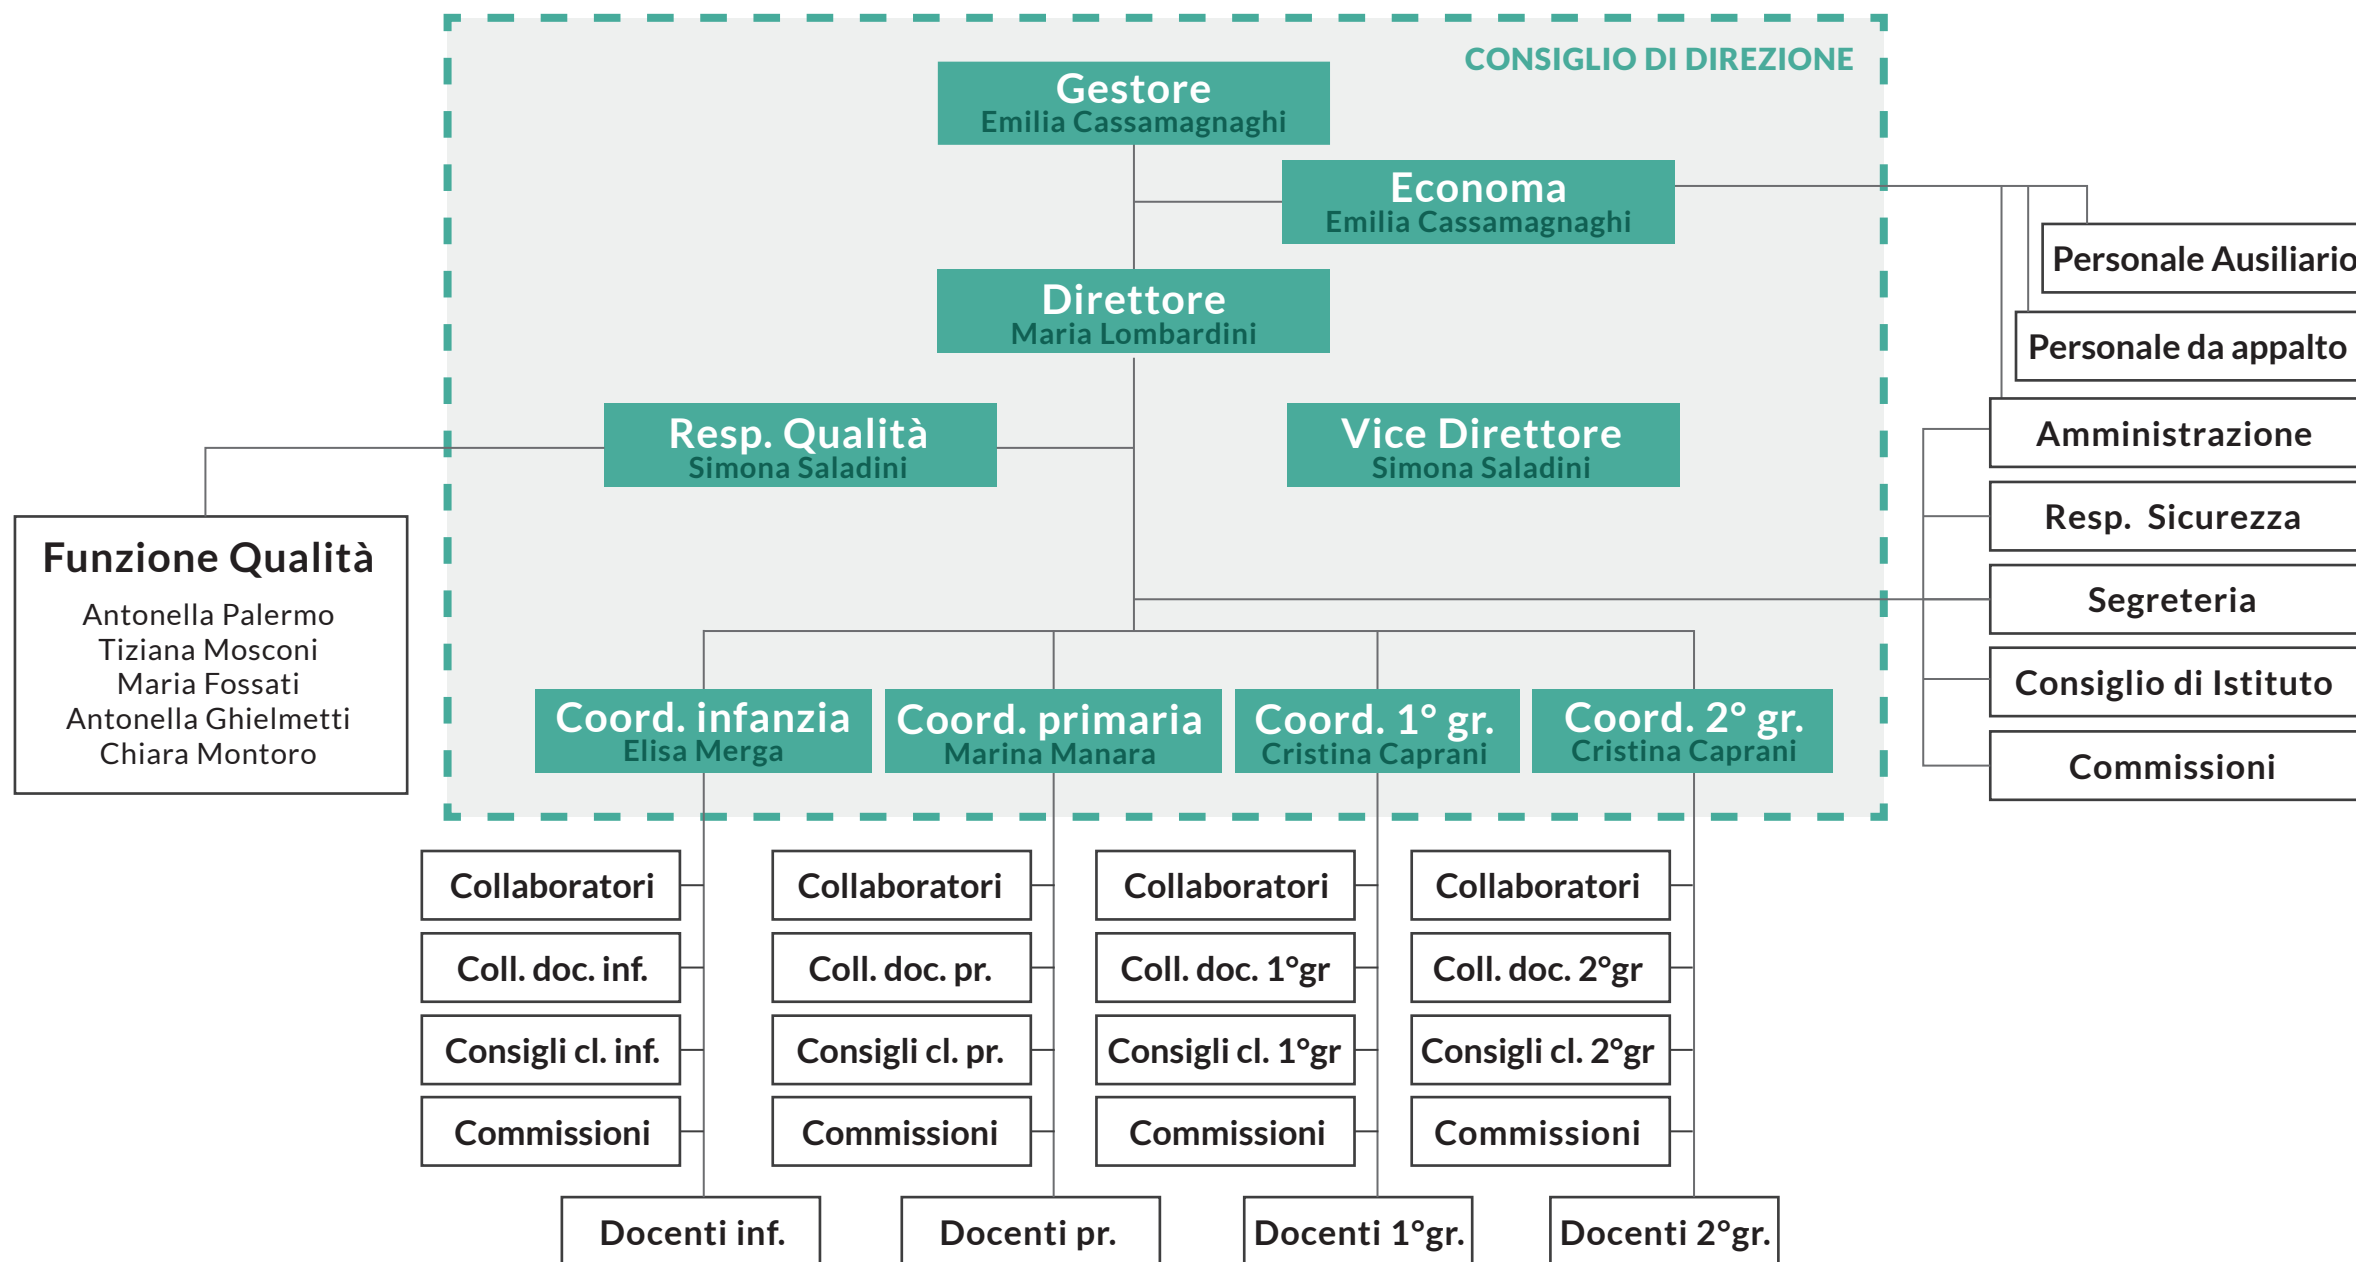 CONSIGLIO DI DIREZIONE
Gestore
Emilia Cassamagnaghi
Economa
Emilia Cassamagnaghi
Personale Ausiliario
Direttore
Maria Lombardini
Personale da appalto
Resp. Qualità
Simona Saladini
Vice Direttore
Simona Saladini
Amministrazione
Resp. Sicurezza
Segreteria
Consiglio di Istituto
Commissioni
Funzione Qualità
Antonella Palermo
Tiziana Mosconi
Maria Fossati
Antonella Ghielmetti
Chiara Montoro
Coord. infanzia
Elisa Merga
Coord. primaria
Marina Manara
Coord. 1° gr.
Cristina Caprani
Coord. 2° gr.
Cristina Caprani
Collaboratori
Collaboratori
Collaboratori
Collaboratori
Coll. doc. inf.
Coll. doc. pr.
Coll. doc. 1°gr
Coll. doc. 2°gr
Consigli cl. inf.
Consigli cl. pr.
Consigli cl. 1°gr
Consigli cl. 2°gr
Commissioni
Commissioni
Commissioni
Commissioni
Docenti inf.
Docenti pr.
Docenti 1°gr.
Docenti 2°gr.